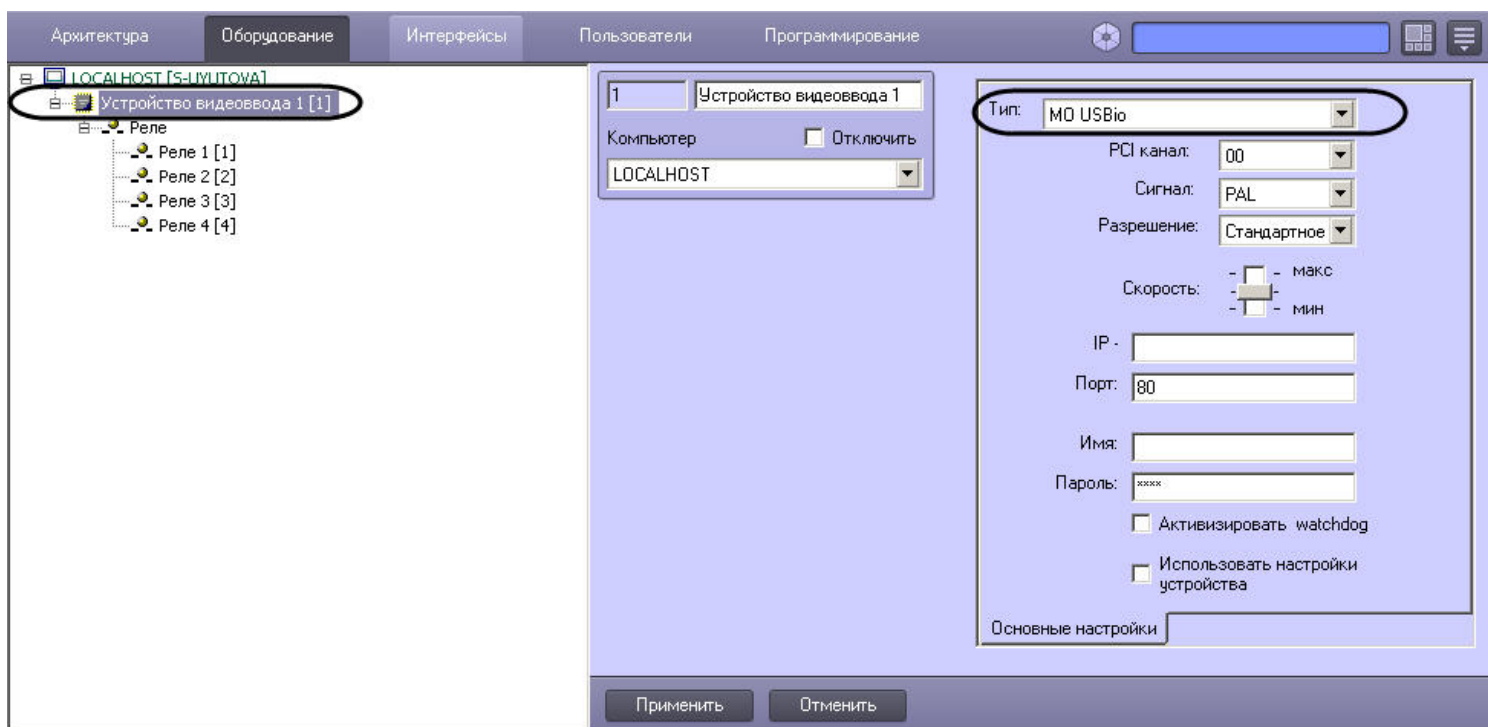 Архитектура Оборудование Интерфейсы Пользователи Программирование
LOCALHOST [S-UYUTOVA]
Устройство видеоввода 1 [1]
Реле
Реле 1 [1]
Реле 2 [2]
Реле 3 [3]
Реле 4 [4]
1 Устройство видеоввода 1
Компьютер Отключить
LOCALHOST
Тип: МО USBio
PCI канал: 00
Сигнал: PAL
Разрешение: Стандартное
Скорость: макс
мин
IP -
Порт: 80
Имя:
Пароль: xxxx
Активизировать watchdog
Использовать настройки
устройства
Основные настройки
Применить Отменить